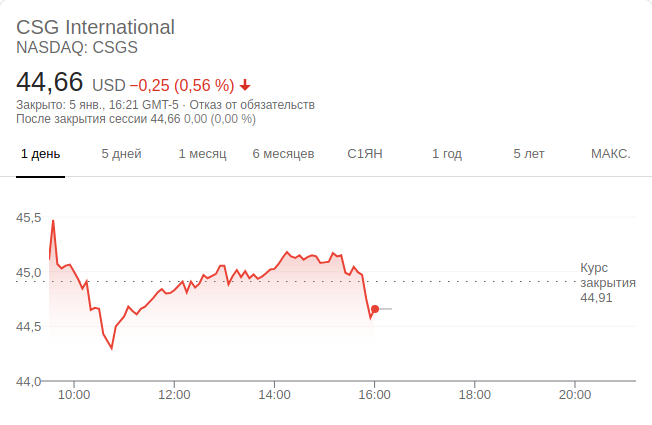 CSG International
NASDAQ: CSGS
44,66 USD −0,25 (0,56 %)
Закрыто: 5 янв., 16:21 GMT-5 · Отказ от обязательств
После закрытия сессии 44,66 0,00 (0,00 %)
1 день 5 дней 1 месяц 6 месяцев С1ЯН 1 год 5 лет МАКС.
45,5
45,0
44,5
44,0
Курс
закрытия
44,91
10:00 12:00 14:00 16:00 18:00 20:00